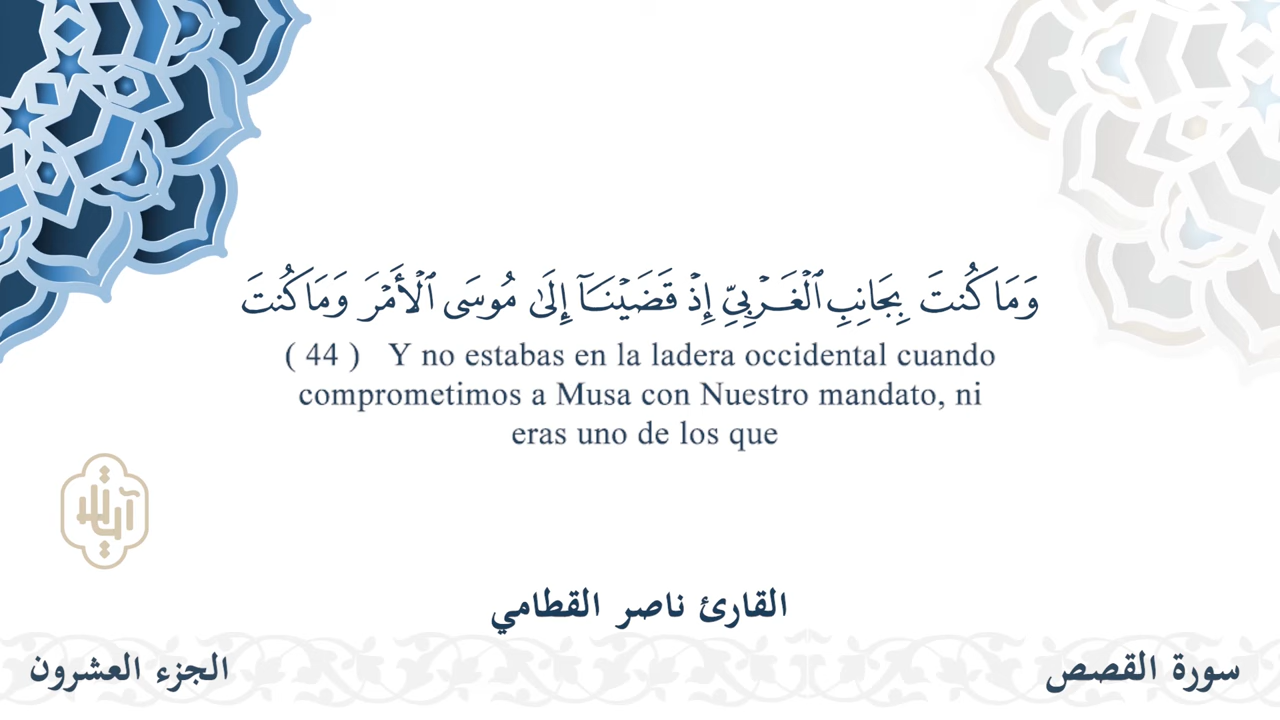 وَمَا كُنتَ بِجَانِبِ ٱلْغَرْبِيِّ إِذْ قَضَيْنَآ إِلَىٰ مُوسَى ٱلْأَمْرَ وَمَا كُنتَ
( 44 ) Y no estabas en la ladera occidental cuando
comprometimos a Musa con Nuestro mandato, ni
eras uno de los que
القارئ ناصر القطامي
سورة القصص
الجزء العشرون